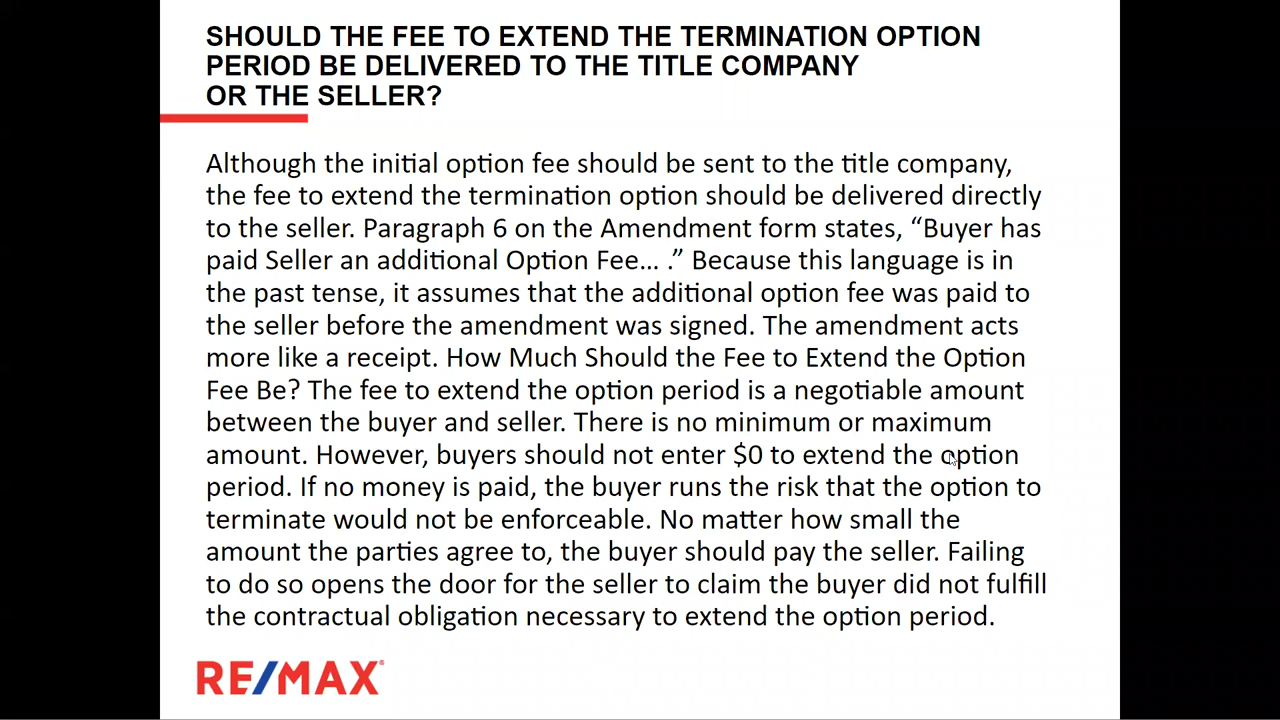 SHOULD THE FEE TO EXTEND THE TERMINATION OPTION
PERIOD BE DELIVERED TO THE TITLE COMPANY
OR THE SELLER?
Although the initial option fee should be sent to the title company,
the fee to extend the termination option should be delivered directly
to the seller. Paragraph 6 on the Amendment form states, “Buyer has
paid Seller an additional Option Fee… .” Because this language is in
the past tense, it assumes that the additional option fee was paid to
the seller before the amendment was signed. The amendment acts
more like a receipt. How Much Should the Fee to Extend the Option
Fee Be? The fee to extend the option period is a negotiable amount
between the buyer and seller. There is no minimum or maximum
amount. However, buyers should not enter $0 to extend the option
period. If no money is paid, the buyer runs the risk that the option to
terminate would not be enforceable. No matter how small the
amount the parties agree to, the buyer should pay the seller. Failing
to do so opens the door for the seller to claim the buyer did not fulfill
the contractual obligation necessary to extend the option period.
RE/MAX®